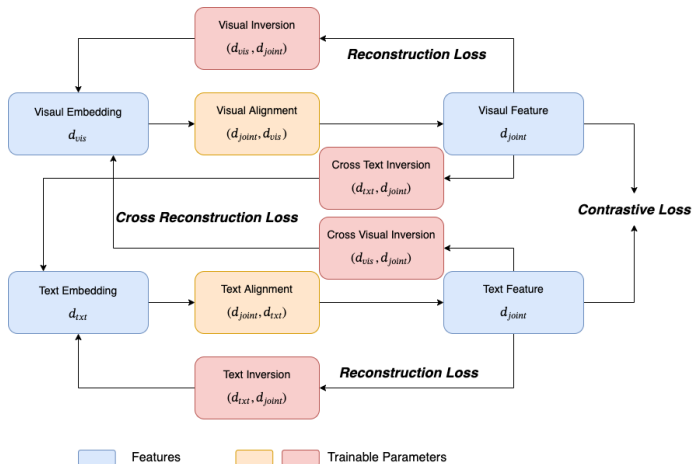 Visual Inversion
(d_vis, d_joint)
Reconstruction Loss
Visaul Embedding
d_vis
Visual Alignment
(d_joint, d_vis)
Visaul Feature
d_joint
Cross Text Inversion
(d_txt, d_joint)
Cross Reconstruction Loss
Contrastive Loss
Cross Visual Inversion
(d_vis, d_joint)
Text Embedding
d_txt
Text Alignment
(d_joint, d_txt)
Text Feature
d_joint
Text Inversion
(d_txt, d_joint)
Reconstruction Loss
Features
Trainable Parameters